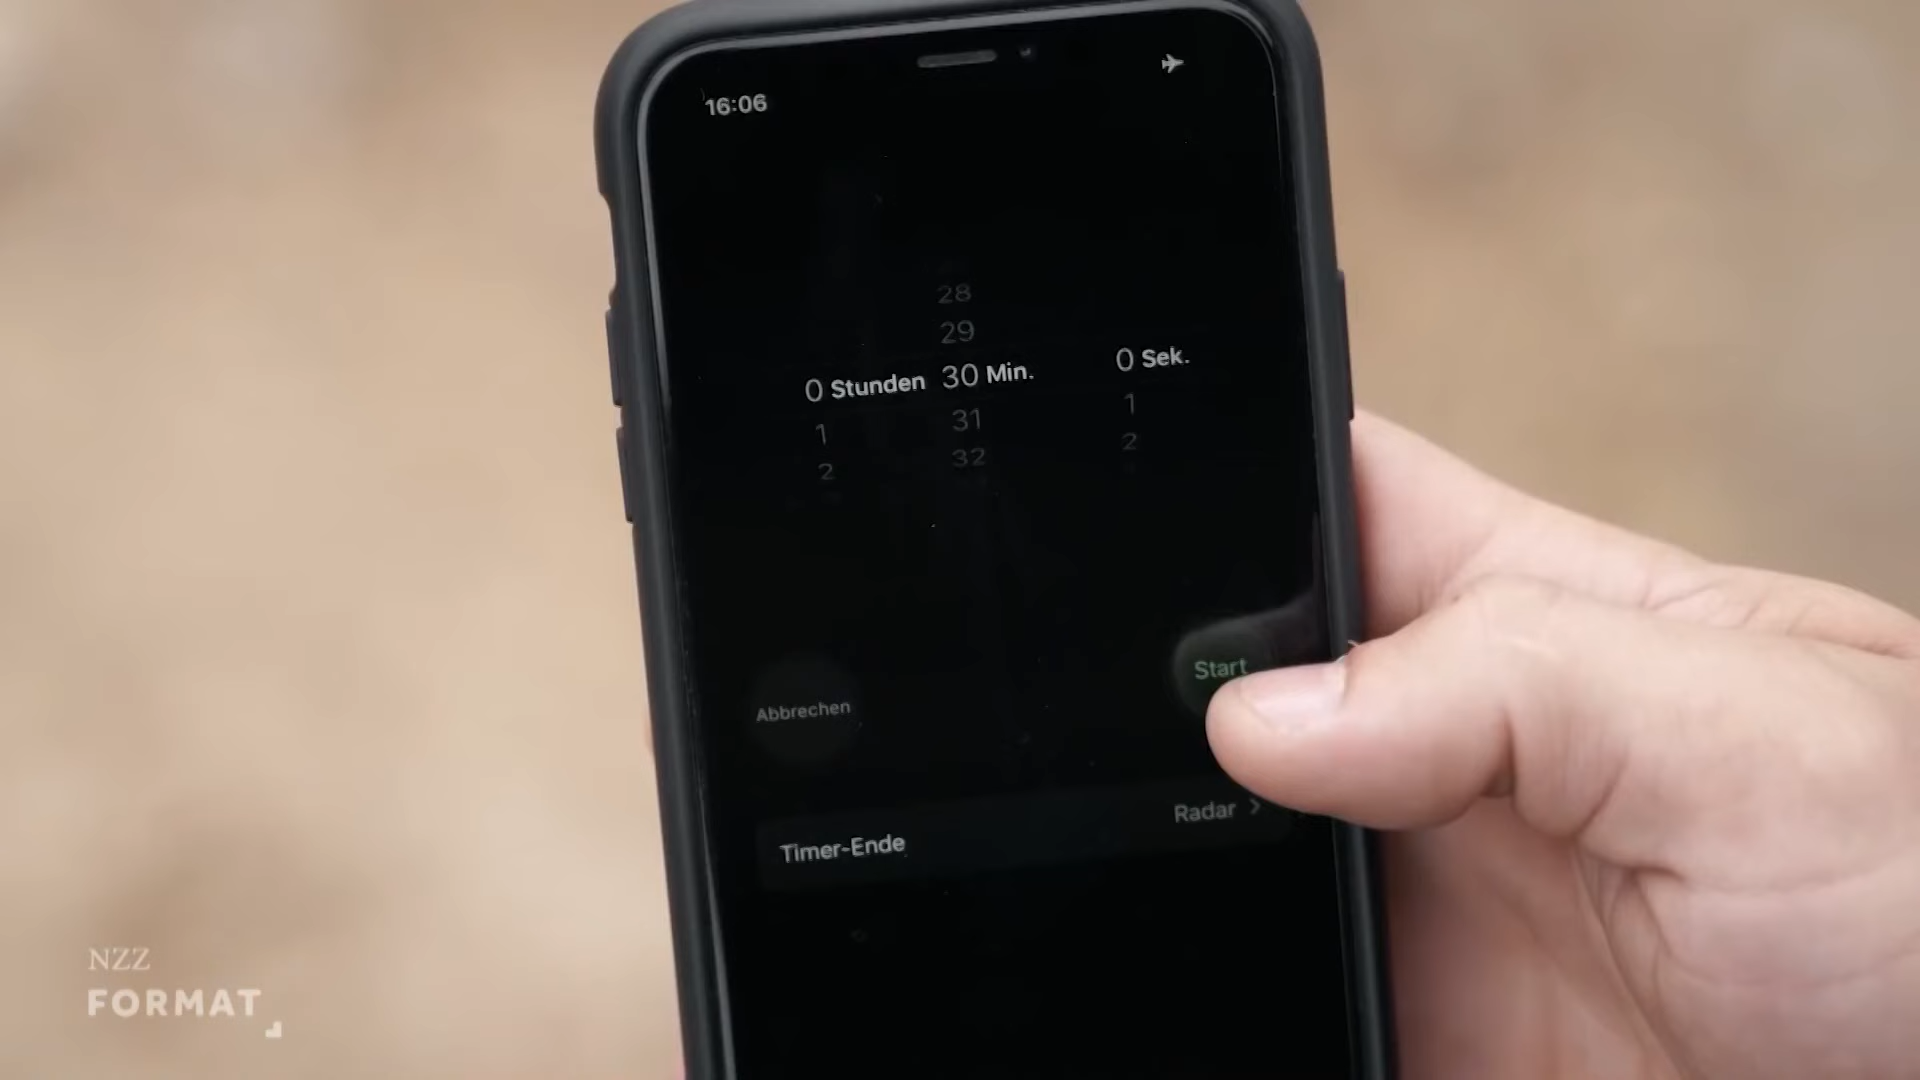 16:06
28
29
0 Stunden 30 Min. 0 Sek.
1 31 1
2 32 2
Start
Abbrechen
Radar
Timer-Ende
NZZ
FORMAT